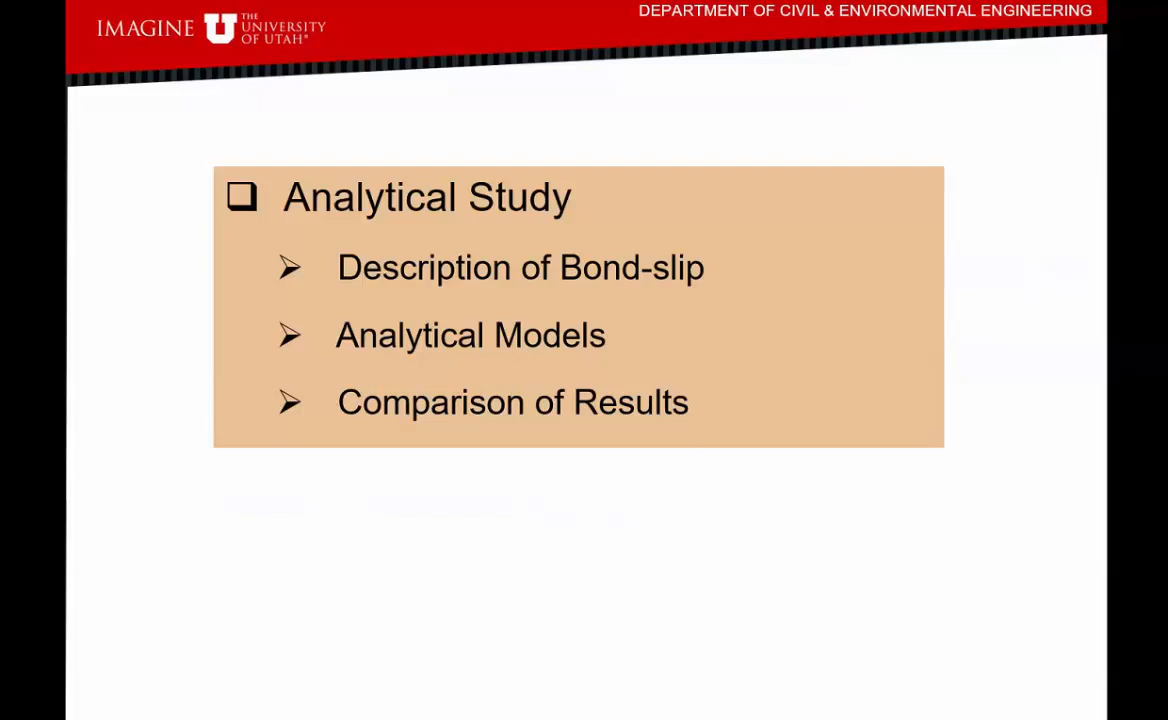 IMAGINE
U
THE
UNIVERSITY
OF UTAH®
DEPARTMENT OF CIVIL & ENVIRONMENTAL ENGINEERING
Analytical Study
Description of Bond-slip
Analytical Models
Comparison of Results